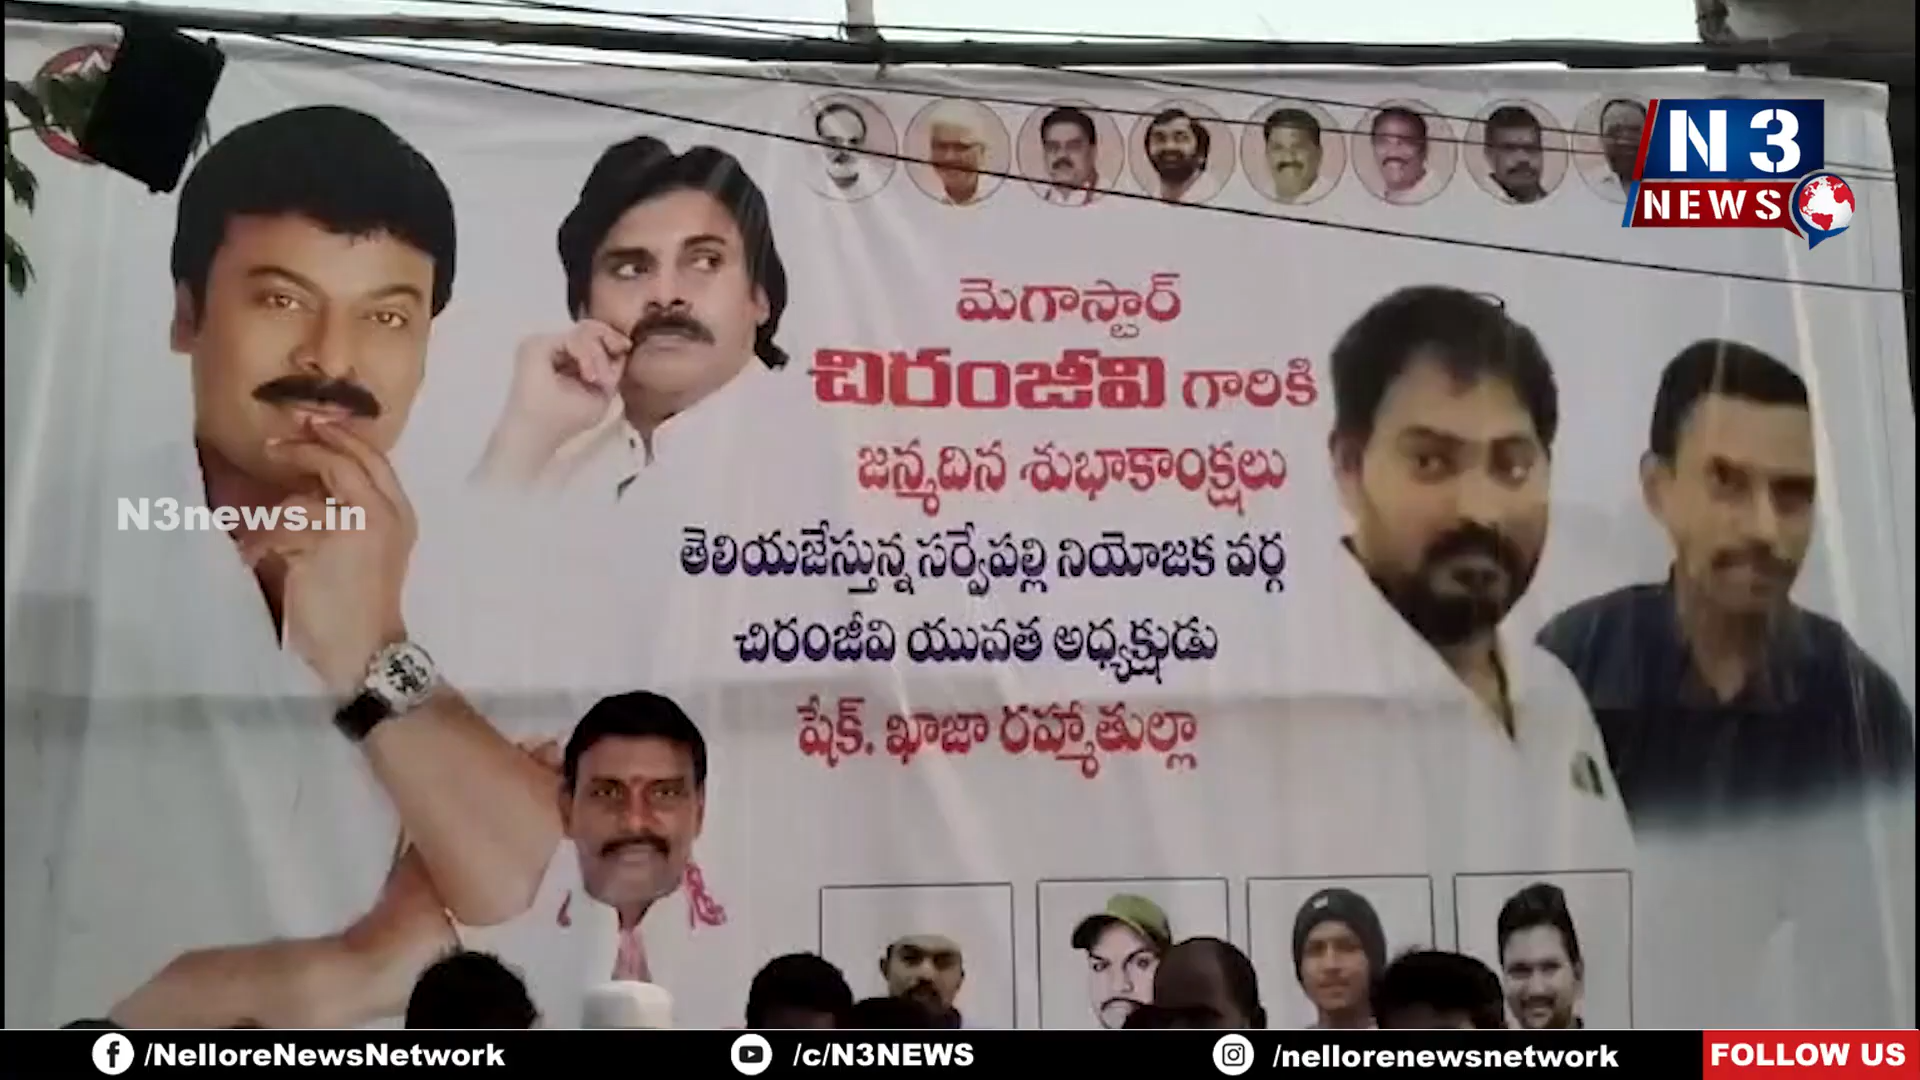 N3
NEWS
మెగాస్టార్
చిరంజీవి గారికి
జన్మదిన శుభాకాంక్షలు
తెలియజేస్తున్న సర్వేపల్లి నియోజక వర్గ
చిరంజీవి యువత అధ్యక్షుడు
షేక్. ఖాజా రహ్మాతుల్లా
N3news.in
/NelloreNewsNetwork
/c/N3NEWS
/nellorenewsnetwork
FOLLOW US